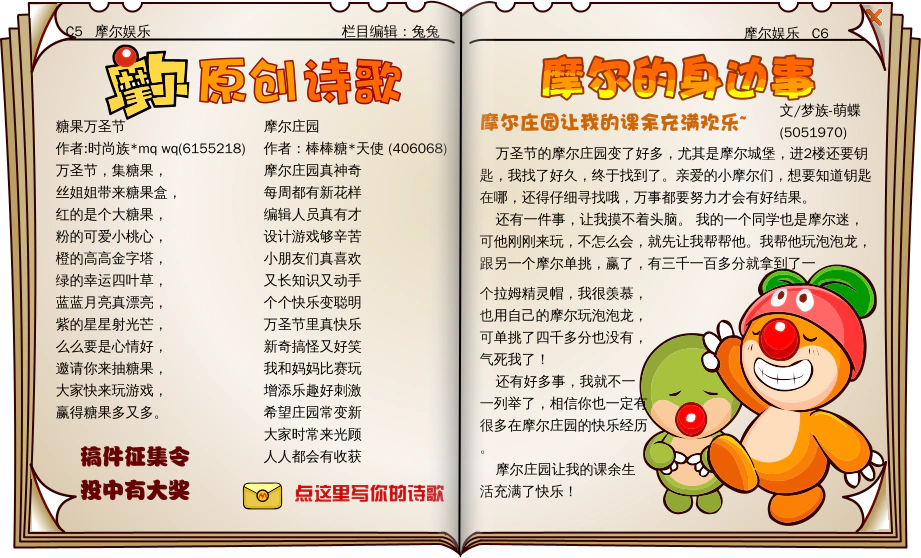 C5 摩尔娱乐
栏目编辑：兔兔
摩尔
原创诗歌
糖果万圣节
作者:时尚族*mq wq(6155218)
万圣节，集糖果，
丝姐姐带来糖果盒，
红的是个大糖果，
粉的可爱小桃心，
橙的高高金字塔，
绿的幸运四叶草，
蓝蓝月亮真漂亮，
紫的星星射光芒，
么么要是心情好，
邀请你来抽糖果，
大家快来玩游戏，
赢得糖果多又多。
稿件征集令
投中有大奖
摩尔庄园
作者：棒棒糖*天使 (406068)
摩尔庄园真神奇
每周都有新花样
编辑人员真有才
设计游戏够辛苦
小朋友们真喜欢
又长知识又动手
个个快乐变聪明
万圣节里真快乐
新奇搞怪又好笑
我和妈妈比赛玩
增添乐趣好刺激
希望庄园常变新
大家时常来光顾
人人都会有收获
点这里写你的诗歌
摩尔娱乐 C6
摩尔的身边事
摩尔庄园让我的课余充满欢乐~
文/梦族-萌蝶
(5051970)
万圣节的摩尔庄园变了好多，尤其是摩尔城堡，进2楼还要钥
匙，我找了好久，终于找到了。亲爱的小摩尔们，想要知道钥匙
在哪，还得仔细寻找哦，万事都要努力才会有好结果。
还有一件事，让我摸不着头脑。 我的一个同学也是摩尔迷，
可他刚刚来玩，不怎么会，就先让我帮帮他。我帮他玩泡泡龙，
跟另一个摩尔单挑，赢了，有三千一百多分就拿到了一
个拉姆精灵帽，我很羡慕，
也用自己的摩尔玩泡泡龙，
可单挑了四千多分也没有，
气死我了！
还有好多事，我就不一
一列举了，相信你也一定有
很多在摩尔庄园的快乐经历
。
摩尔庄园让我的课余生
活充满了快乐！